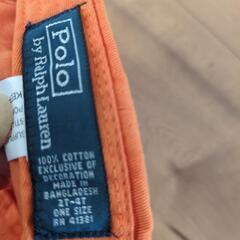 Polo
by Ralph Lauren
100% COTTON
EXCLUSIVE OF
DECORATION
MADE IN
BANGLADESH
2T-4T
ONE SIZE
RN 41381